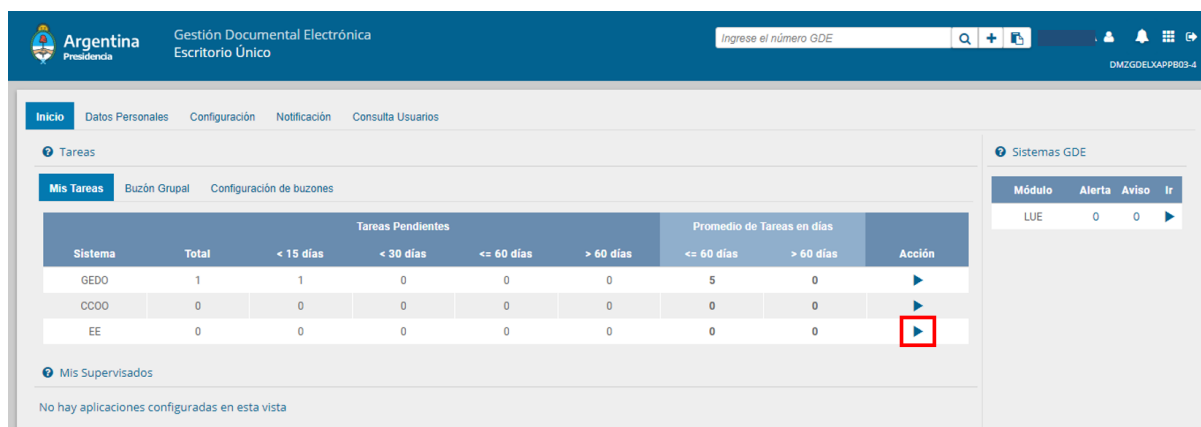 Argentina
Presidencia
Gestión Documental Electrónica
Escritorio Único
Ingrese el número GDE
DMZGDELXAPPB03-4
Inicio Datos Personales Configuración Notificación Consulta Usuarios
Tareas
Mis Tareas Buzón Grupal Configuración de buzones
Tareas Pendientes Promedio de Tareas en días
Sistema Total < 15 días < 30 días <= 60 días > 60 días <= 60 días > 60 días Acción
GEDO 1 1 0 0 0 5 0
CCOO 0 0 0 0 0 0 0
EE 0 0 0 0 0 0 0
Mis Supervisados
No hay aplicaciones configuradas en esta vista
Sistemas GDE
Módulo Alerta Aviso Ir
LUE 0 0